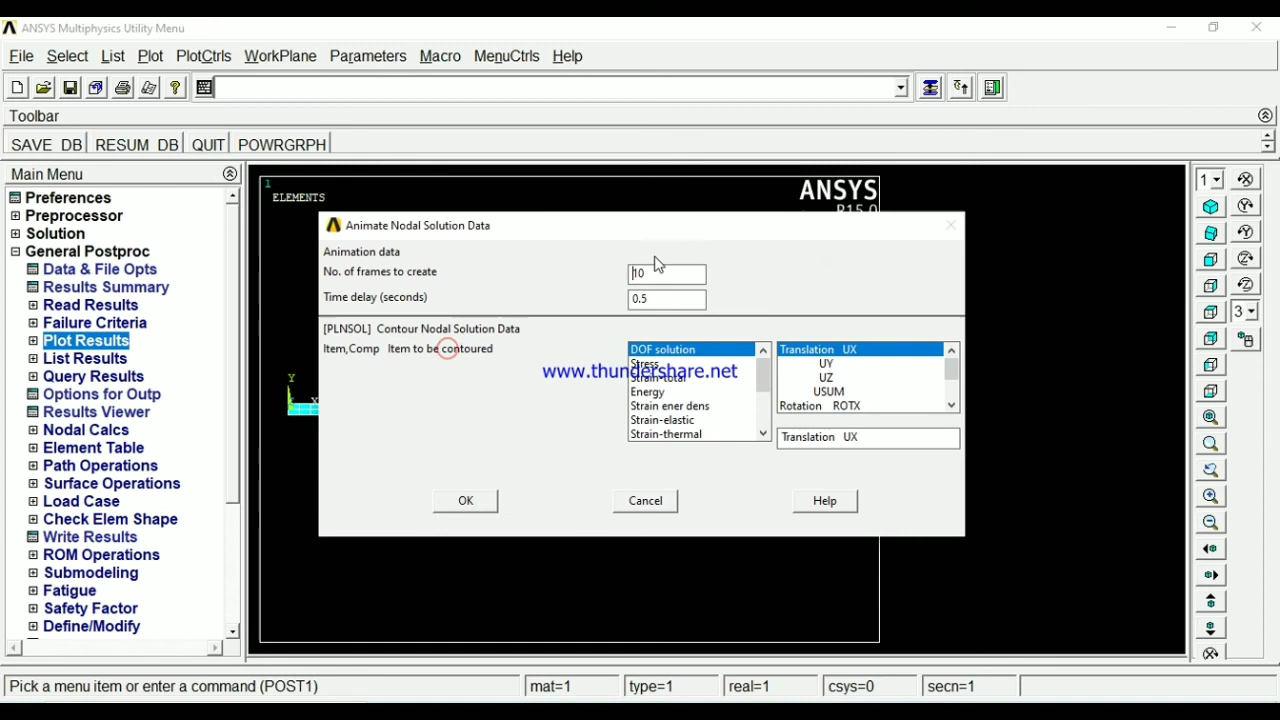 ANSYS Multiphysics Utility Menu
File Select List Plot PlotCtrls WorkPlane Parameters Macro MenuCtrls Help
Toolbar
SAVE_DB RESUM_DB QUIT POWRGRPH
Main Menu
Preferences
Preprocessor
Solution
General Postproc
Data & File Opts
Results Summary
Read Results
Failure Criteria
Plot Results
List Results
Query Results
Options for Outp
Results Viewer
Nodal Calcs
Element Table
Path Operations
Surface Operations
Load Case
Check Elem Shape
Write Results
ROM Operations
Submodeling
Fatigue
Safety Factor
Define/Modify
1
ELEMENTS
ANSYS
R15.0
Y
X
Animate Nodal Solution Data
Animation data
No. of frames to create 10
Time delay (seconds) 0.5
[PLNSOL] Contour Nodal Solution Data
Item,Comp Item to be contoured
DOF solution
Stress
Strain-total
Energy
Strain ener dens
Strain-elastic
Strain-thermal
Translation UX
UY
UZ
USUM
Rotation ROTX
Translation UX
www.thundershare.net
OK Cancel Help
1
3
Pick a menu item or enter a command (POST1) mat=1 type=1 real=1 csys=0 secn=1